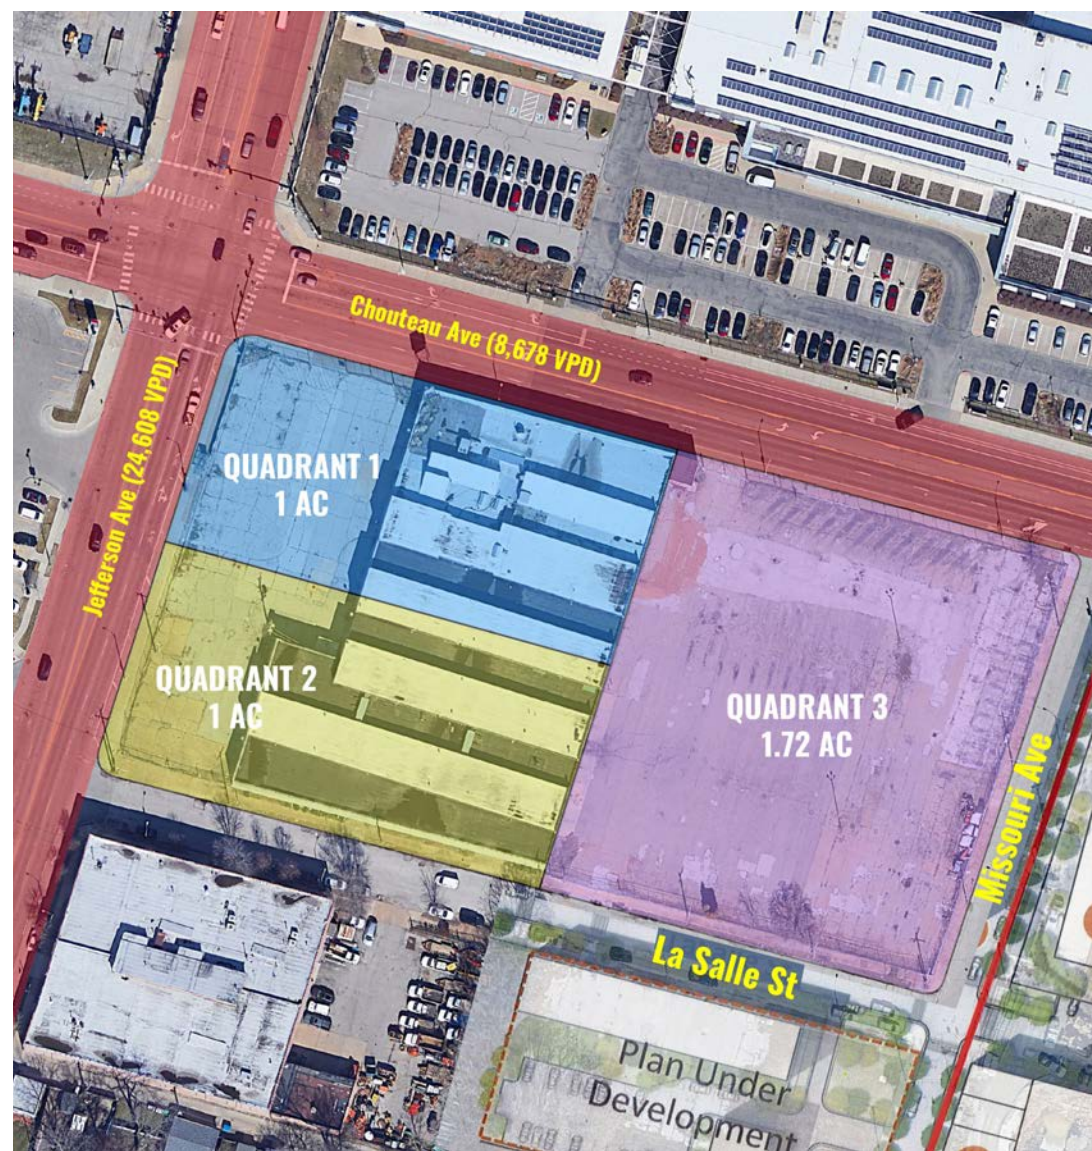 Chouteau Ave (8,678 VPD)
Jefferson Ave (24,608 VPD)
QUADRANT 1
1 AC
QUADRANT 2
1 AC
QUADRANT 3
1.72 AC
Missouri Ave
La Salle St
Plan Under
Development